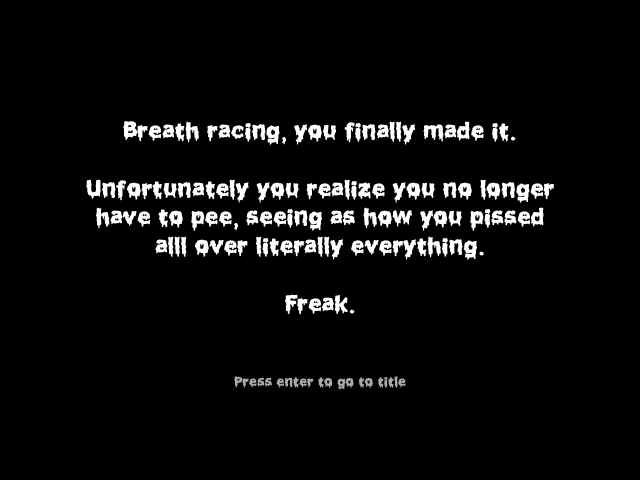 Breath racing, you finally made it.
Unfortunately you realize you no longer
have to pee, seeing as how you pissed
alll over literally everything.
Freak.
Press enter to go to title